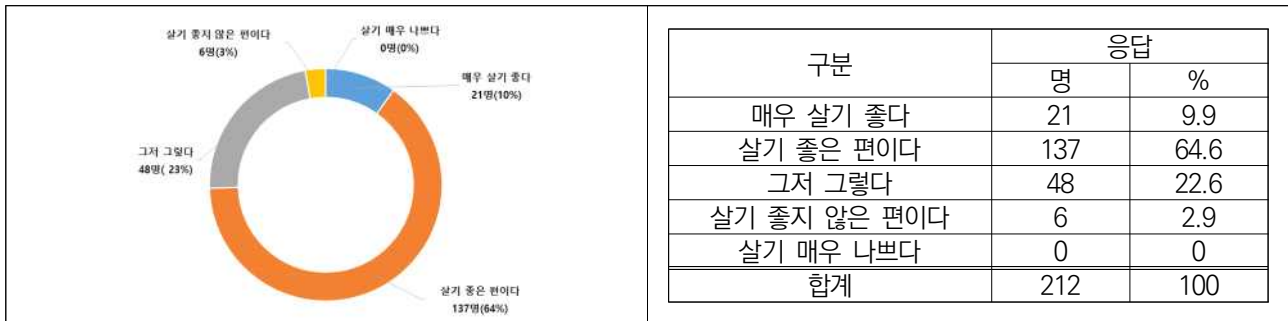 살기 좋지 않은 편이다
6명(3%)
살기 매우 나쁘다
0명(0%)
매우 살기 좋다
21명(10%)
그저 그렇다
48명( 23%)
살기 좋은 편이다
137명(64%)
구분 응답
명 %
매우 살기 좋다 21 9.9
살기 좋은 편이다 137 64.6
그저 그렇다 48 22.6
살기 좋지 않은 편이다 6 2.9
살기 매우 나쁘다 0 0
합계 212 100